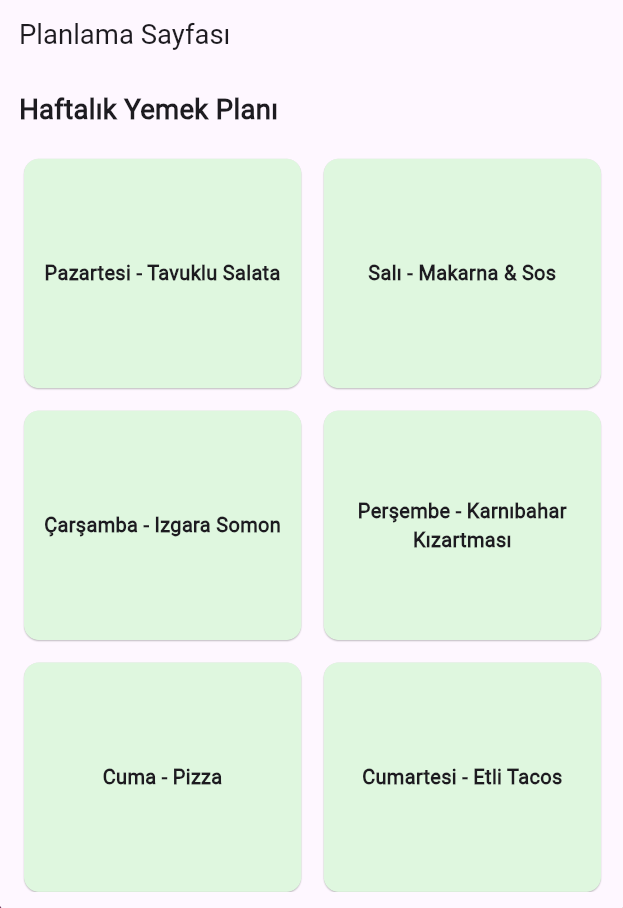 Planlama Sayfası
Haftalık Yemek Planı
Pazartesi - Tavuklu Salata
Salı - Makarna & Sos
Çarşamba - Izgara Somon
Perşembe - Karnıbahar
Kızartması
Cuma - Pizza
Cumartesi - Etli Tacos